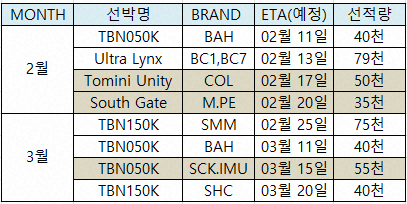 MONTH 선박명 BRAND ETA(예정) 선적량
2월 TBN050K BAH 02월 11일 40천
Ultra Lynx BC1,BC7 02월 13일 79천
Tomini Unity COL 02월 17일 50천
South Gate M.PE 02월 20일 35천
3월 TBN150K SMM 02월 25일 75천
TBN050K BAH 03월 11일 40천
TBN050K SCK.IMU 03월 15일 55천
TBN150K SHC 03월 20일 40천